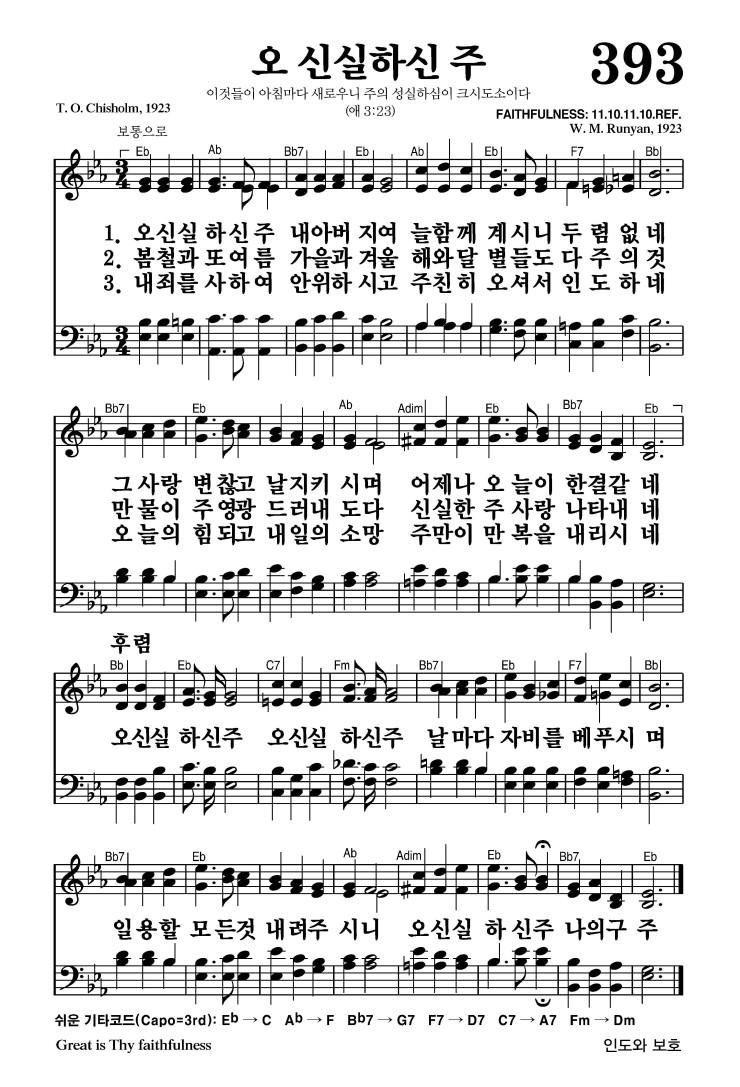 오 신실하신 주
393
이것들이 아침마다 새로우니 주의 성실하심이 크시도소이다
(애 3:23)
T. O. Chisholm, 1923
FAITHFULNESS: 11.10.11.10.REF.
W. M. Runyan, 1923
보통으로
Eb Ab Bb7 Eb Ab Eb F7 Bb
1. 오신실 하신주 내아버 지여 늘함께 계시니 두렴없네
2. 봄철과 또여름 가을과 겨울 해와달 별들도 다주의것
3. 내죄를 사하여 안위하 시고 주친히 오셔서 인도하네
Bb7 Eb Ab Adim Eb Bb7 Eb
그사랑 변찮고 날지키 시며 어제나 오늘이 한결같네
만물이 주영광 드러내 도다 신실한 주사랑 나타내네
오늘의 힘되고 내일의 소망 주만이 만복을 내리시네
후렴
Bb Eb C7 Fm Bb7 Eb F7 Bb
오신실 하신주 오신실 하신주 날마다 자비를 베푸시며
Bb7 Eb Ab Adim Eb Bb7 Eb
일용할 모든것 내려주 시니 오신실 하신주 나의구주
쉬운 기타코드(Capo=3rd): Eb → C Ab → F Bb7 → G7 F7 → D7 C7 → A7 Fm → Dm
Great is Thy faithfulness
인도와 보호